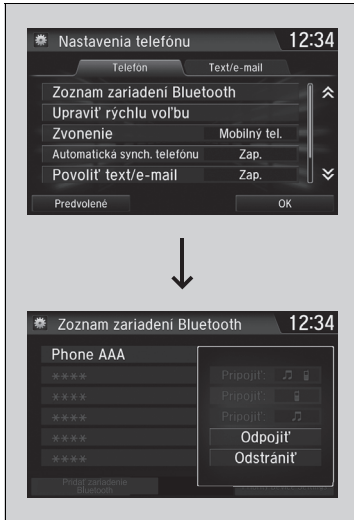 Nastavenia telefónu 12:34
Telefón Text/e-mail
Zoznam zariadení Bluetooth
Upraviť rýchlu voľbu
Zvonenie Mobilný tel.
Automatická synch. telefónu Zap.
Povoliť text/e-mail Zap.
Predvolené OK
Zoznam zariadení Bluetooth 12:34
Phone AAA
**** Pripojiť:
**** Pripojiť:
**** Pripojiť:
**** Odpojiť
**** Odstrániť
Pridať zariadenie
Bluetooth